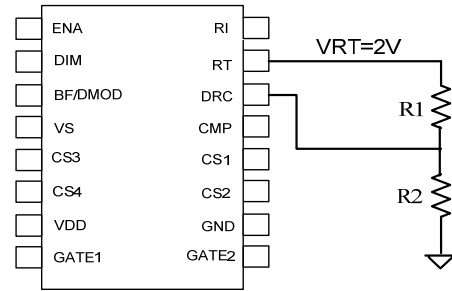 ENA RI
DIM RT VRT=2V
BF/DMOD DRC R1
VS CMP
CS3 CS1
CS4 CS2 R2
VDD GND
GATE1 GATE2